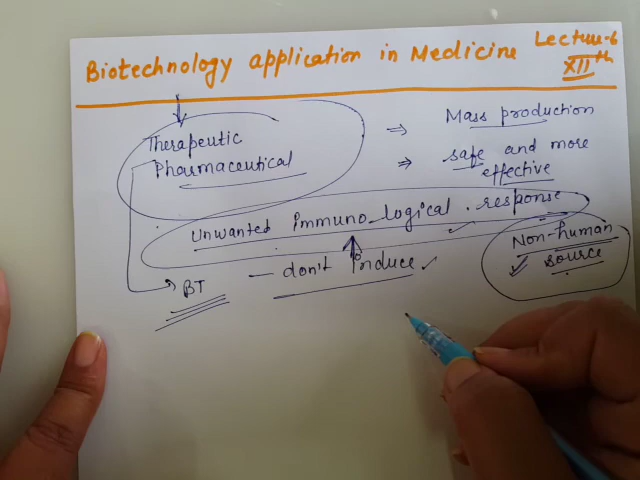 Biotechnology application in Medicine Lecture-6
XIIth
Therapeutic
Pharmaceutical
⇒ Mass production
⇒ safe and more
effective
Unwanted immuno-logical response
BT — don't induce ✓
Non-human
✓ source